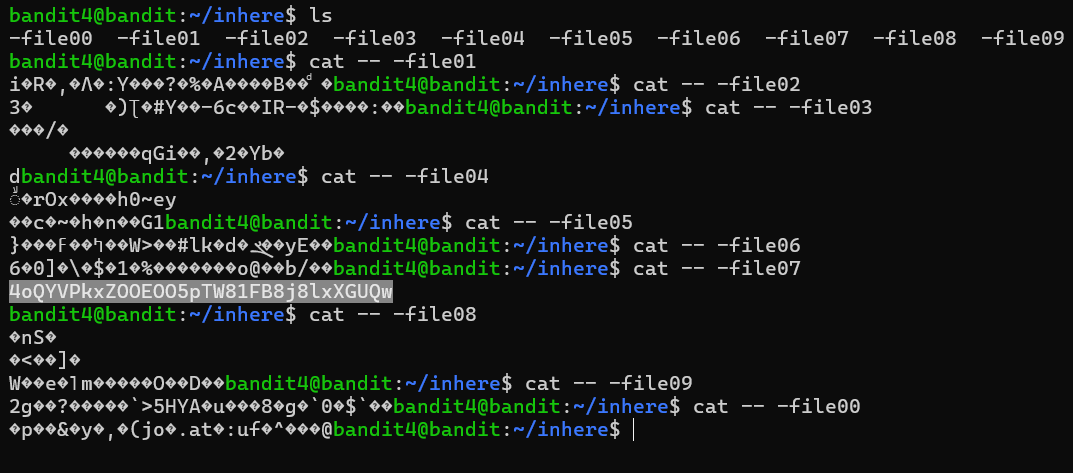 bandit4@bandit:~/inhere$ ls
-file00  -file01  -file02  -file03  -file04  -file05  -file06  -file07  -file08  -file09
bandit4@bandit:~/inhere$ cat -- -file01
i�R�,�Λ�:Y���?�%�A����B�� �bandit4@bandit:~/inhere$ cat -- -file02
3�      �)Ʈ�#Y��-6c��IR-�$����:��bandit4@bandit:~/inhere$ cat -- -file03
���/�
     ������qGi��,�2�Yb�
dbandit4@bandit:~/inhere$ cat -- -file04
�rOx����h0~ey
��c�~�h�n��G1bandit4@bandit:~/inhere$ cat -- -file05
}���F��Ϟ��W>��#lk�d���yE��bandit4@bandit:~/inhere$ cat -- -file06
6�0]�\�$�1�%�������o@��b/��bandit4@bandit:~/inhere$ cat -- -file07
4oQYVPkxZOOEOO5pTW81FB8j8lxXGUQw
bandit4@bandit:~/inhere$ cat -- -file08
�nS�
�<��]�
W��e�lm�����O��D��bandit4@bandit:~/inhere$ cat -- -file09
2g��?�����`>5HYA�u���8�g�`0�$`��bandit4@bandit:~/inhere$ cat -- -file00
�p��&�y�,�(jo�.at�:uf�^���@bandit4@bandit:~/inhere$